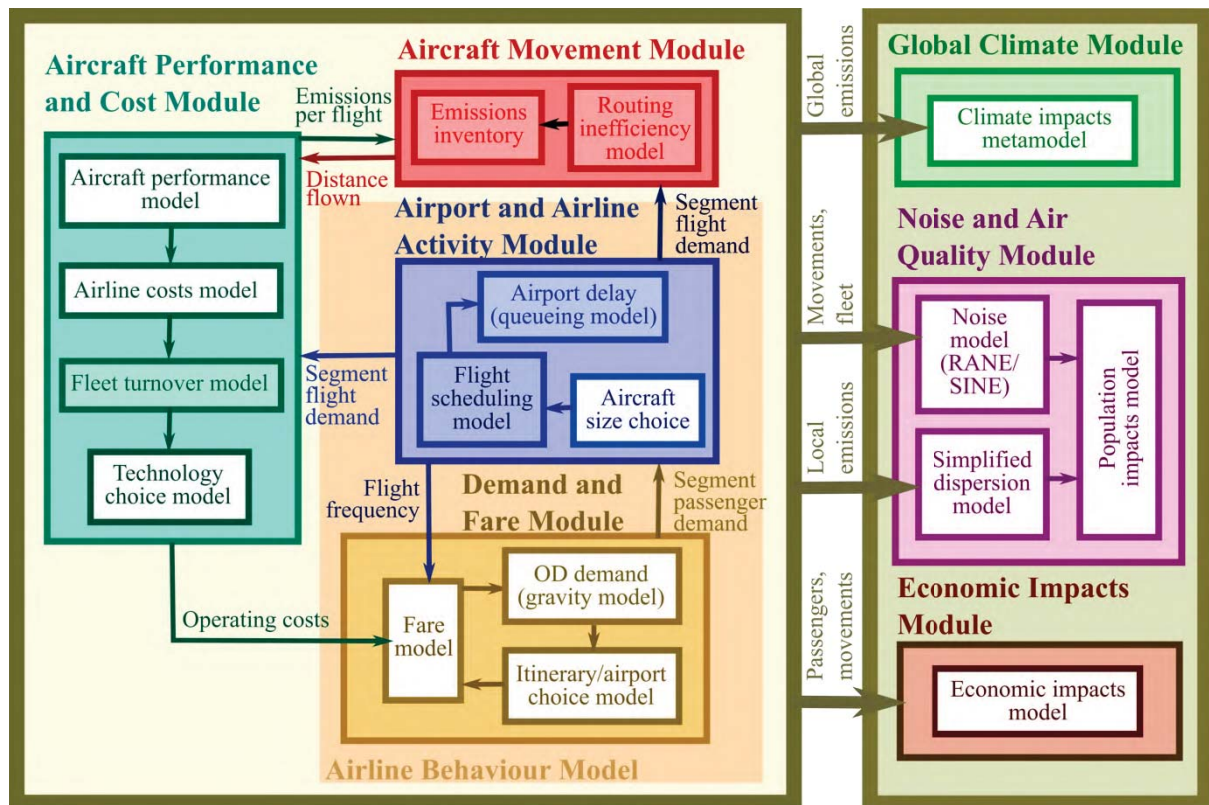 Aircraft Performance
and Cost Module
Aircraft performance
model
Airline costs model
Fleet turnover model
Technology
choice model
Emissions
per flight
Distance
flown
Aircraft Movement Module
Emissions
inventory
Routing
inefficiency
model
Airport and Airline
Activity Module
Segment
flight
demand
Airport delay
(queueing model)
Flight
scheduling
model
Aircraft
size choice
Segment
flight
demand
Flight
frequency
Demand and
Fare Module
Segment
passenger
demand
Operating costs
Fare
model
OD demand
(gravity model)
Itinerary/airport
choice model
Airline Behaviour Model
Global
emissions
Movements,
fleet
Local
emissions
Passengers,
movements
Global Climate Module
Climate impacts
metamodel
Noise and Air
Quality Module
Noise
model
(RANE/
SINE)
Simplified
dispersion
model
Population
impacts model
Economic Impacts
Module
Economic impacts
model